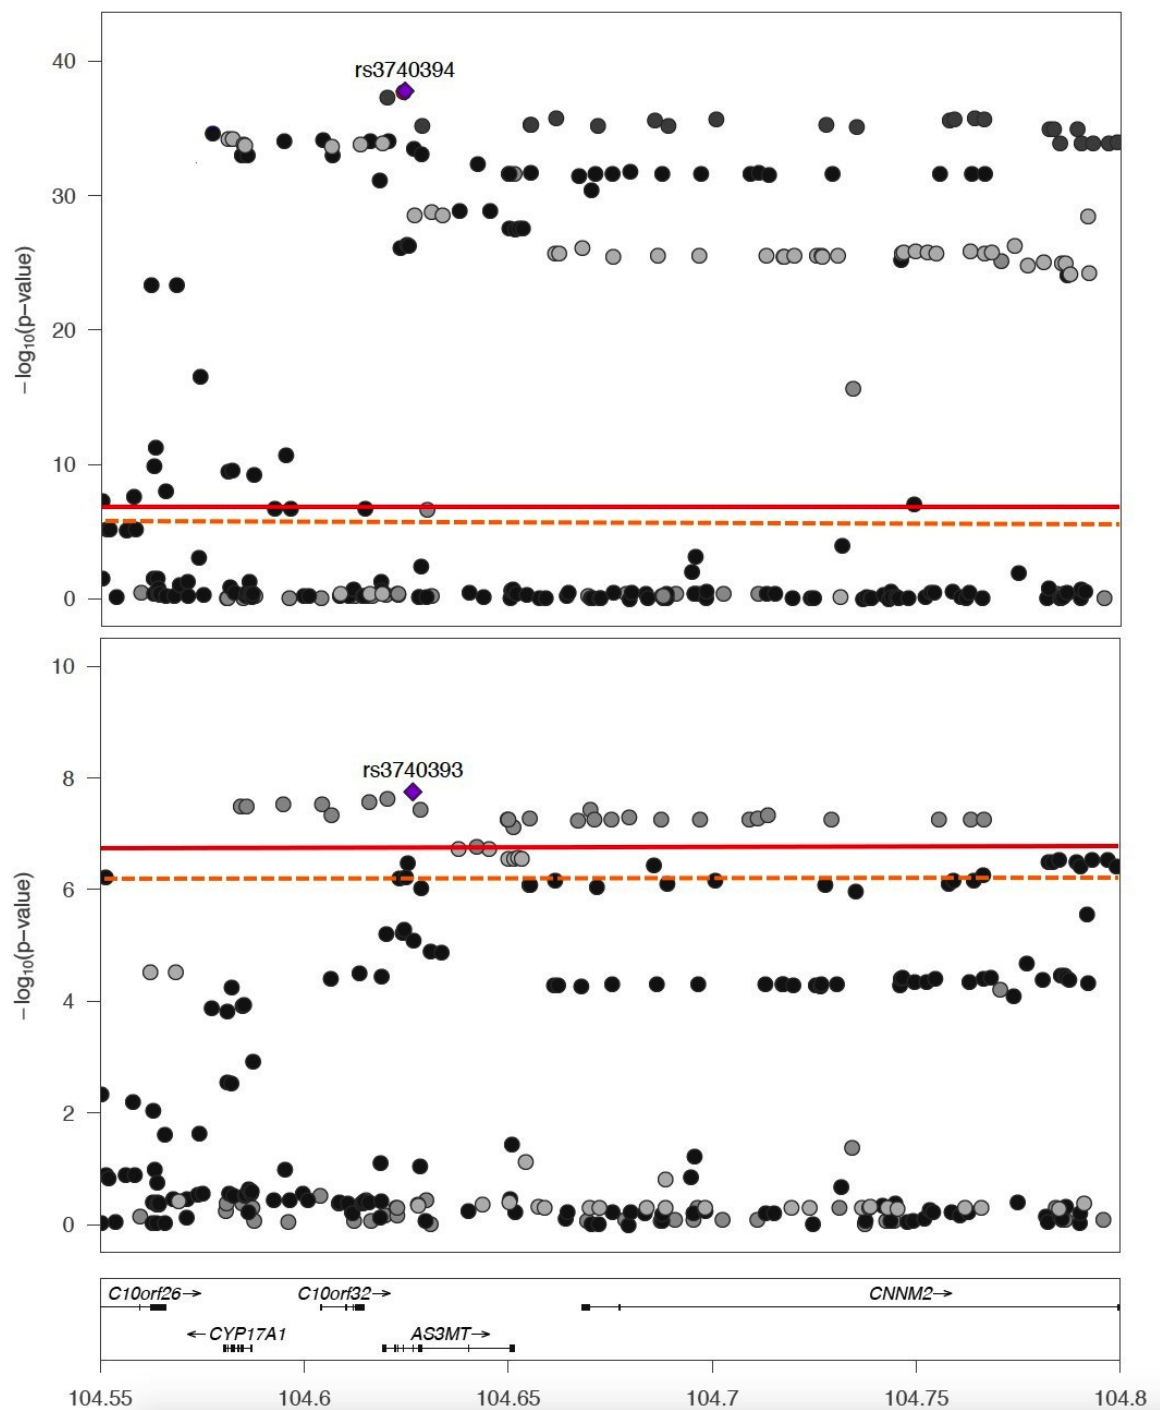 40
rs3740394
30
20
10
0
−log10(p−value)
10
8
rs3740393
6
4
2
0
−log10(p−value)
C10orf26→ C10orf32→ CNNM2→
←CYP17A1 AS3MT→
104.55 104.6 104.65 104.7 104.75 104.8